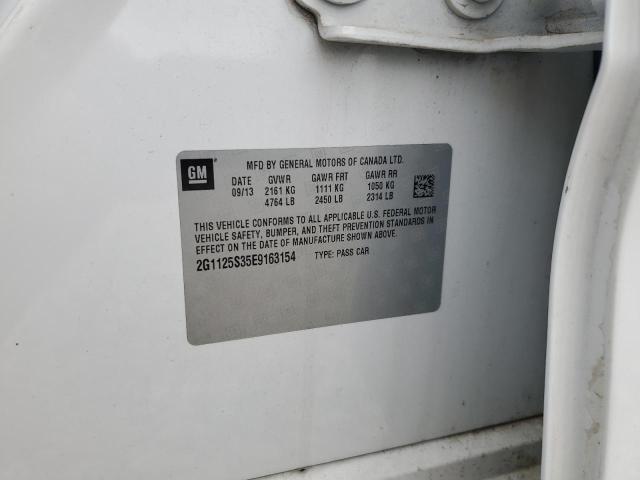 GM
MFD BY GENERAL MOTORS OF CANADA LTD.
DATE GVWR GAWR FRT GAWR RR
09/13 2161 KG 1111 KG 1050 KG
4764 LB 2450 LB 2314 LB
THIS VEHICLE CONFORMS TO ALL APPLICABLE U.S. FEDERAL MOTOR
VEHICLE SAFETY, BUMPER, AND THEFT PREVENTION STANDARDS IN
EFFECT ON THE DATE OF MANUFACTURE SHOWN ABOVE.
2G1125S35E9163154 TYPE: PASS CAR